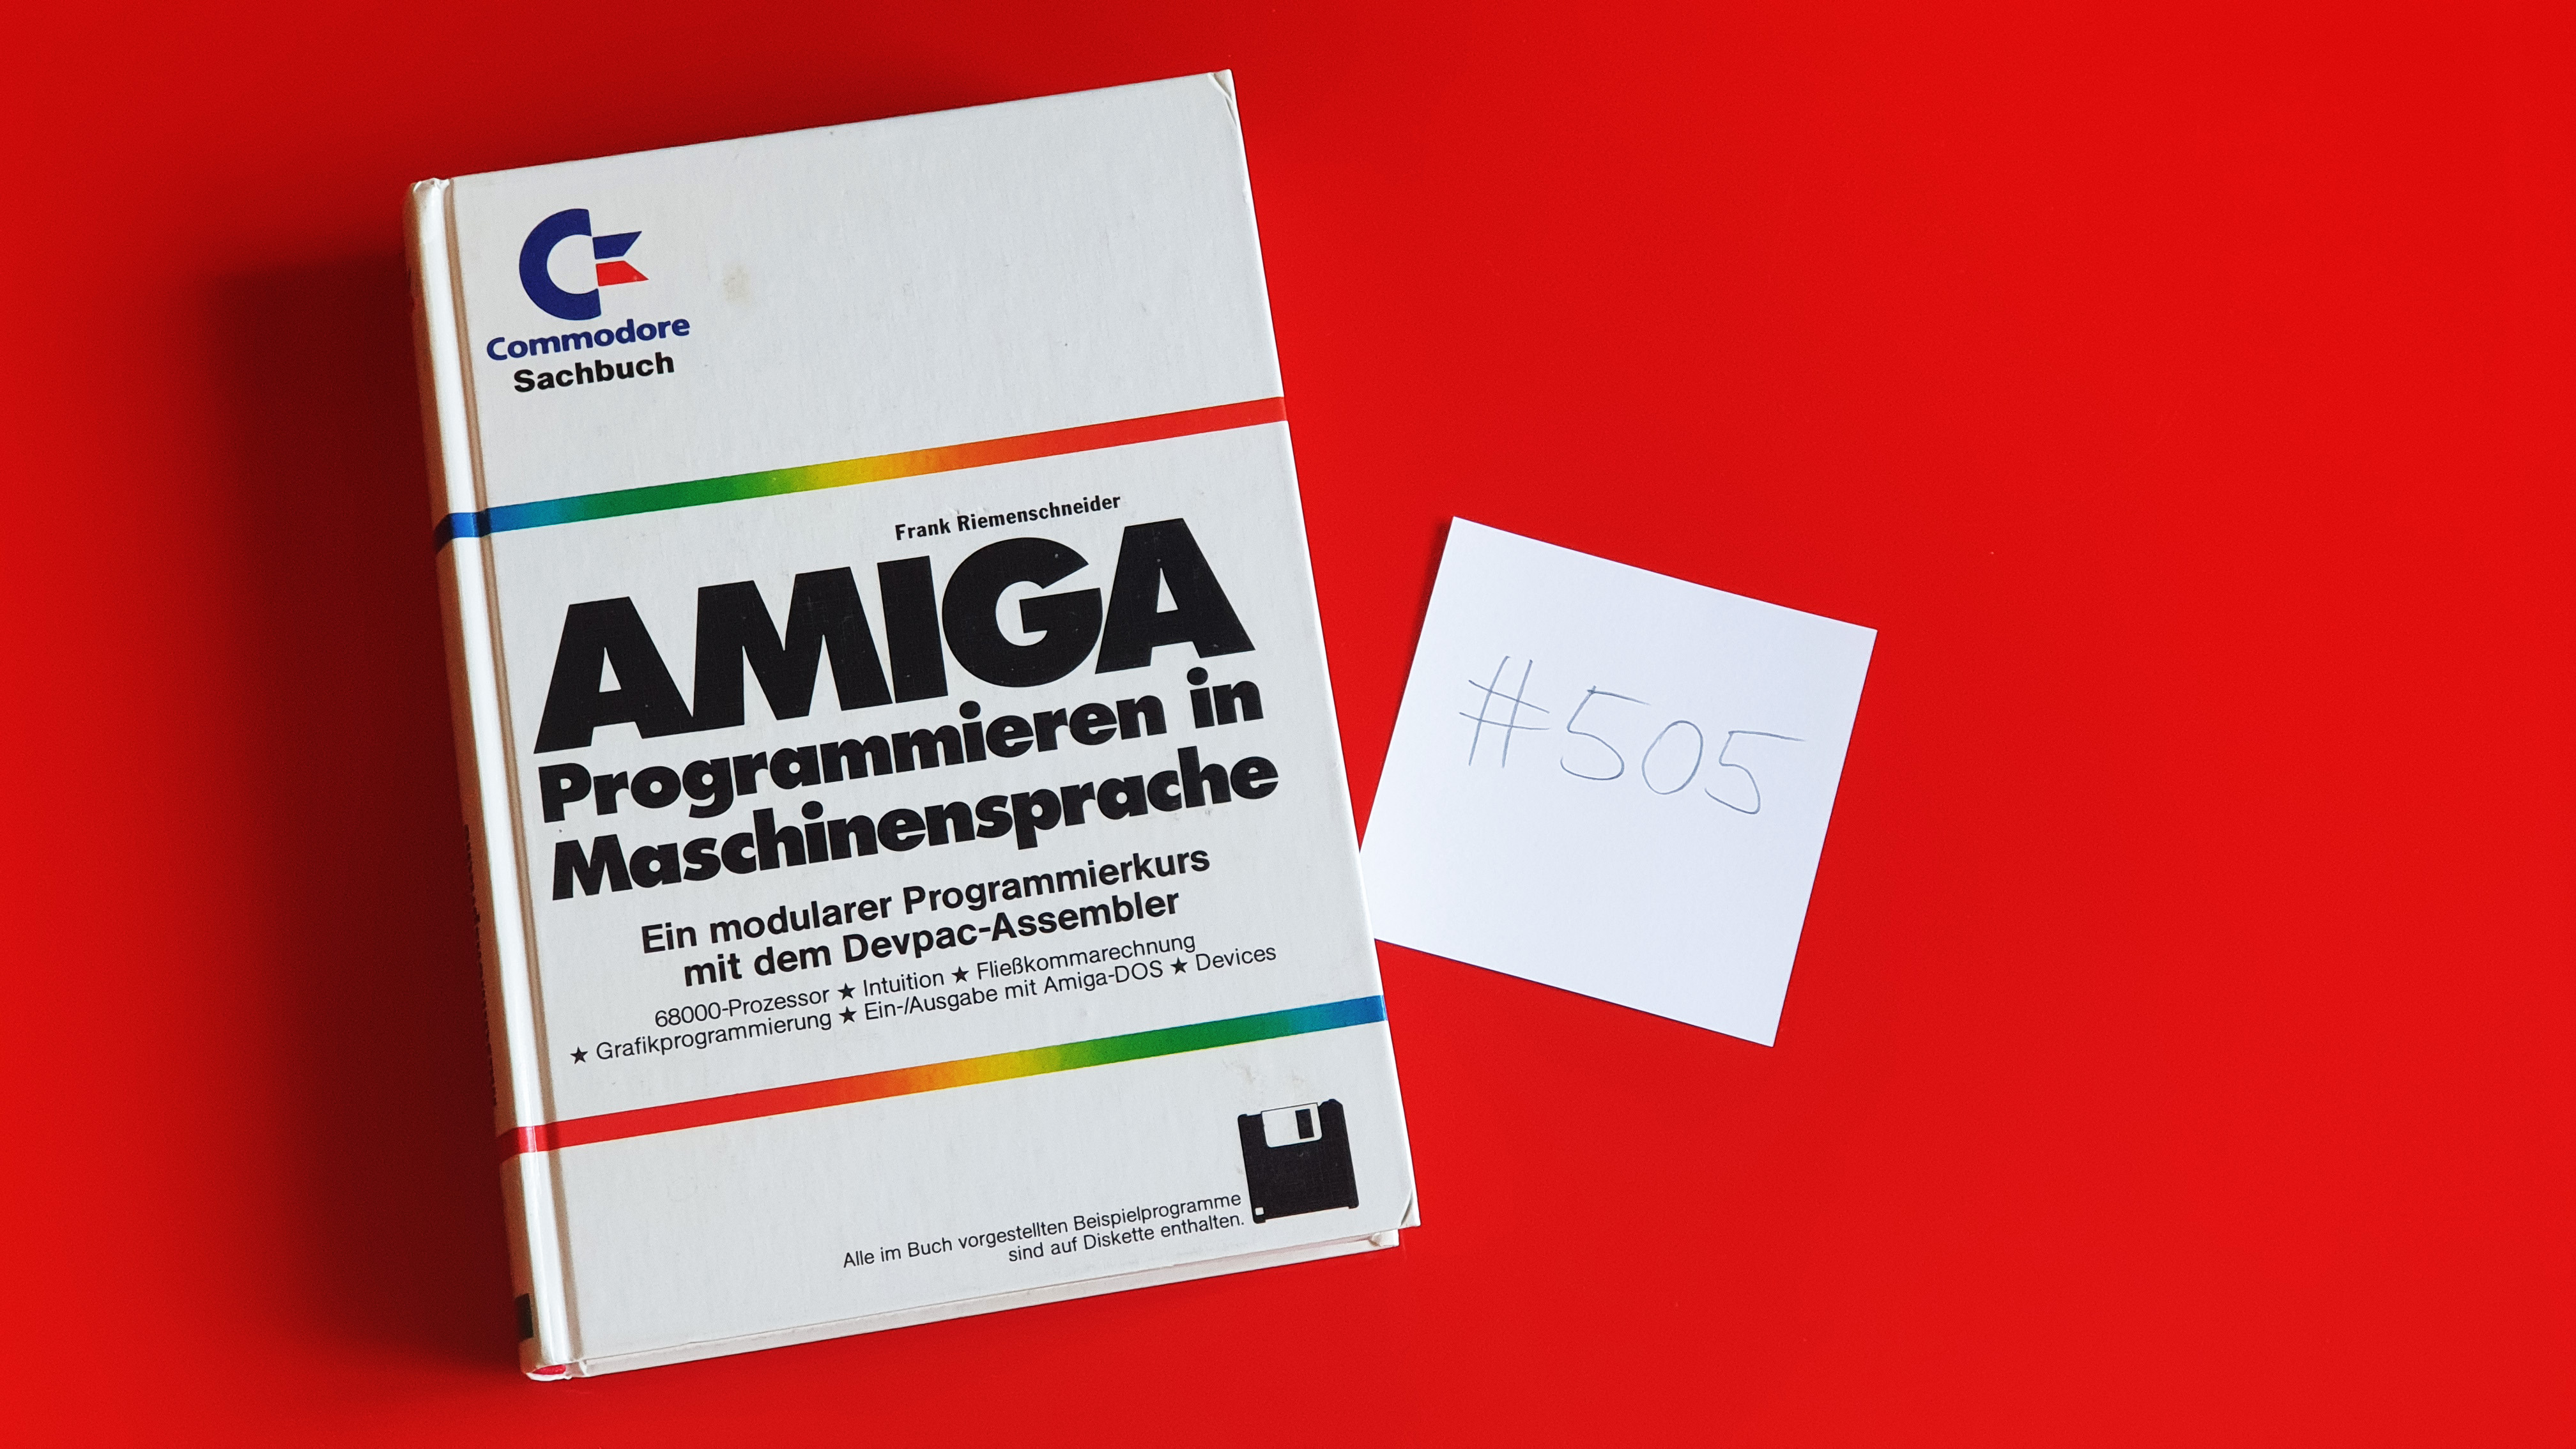 Commodore
Sachbuch
Frank Riemenschneider
AMIGA
Programmieren in
Maschinensprache
Ein modularer Programmierkurs
mit dem Devpac-Assembler
68000-Prozessor ★ Intuition ★ Fließkommarechnung
★ Grafikprogrammierung ★ Ein-/Ausgabe mit Amiga-DOS ★ Devices
Alle im Buch vorgestellten Beispielprogramme
sind auf Diskette enthalten.
#505